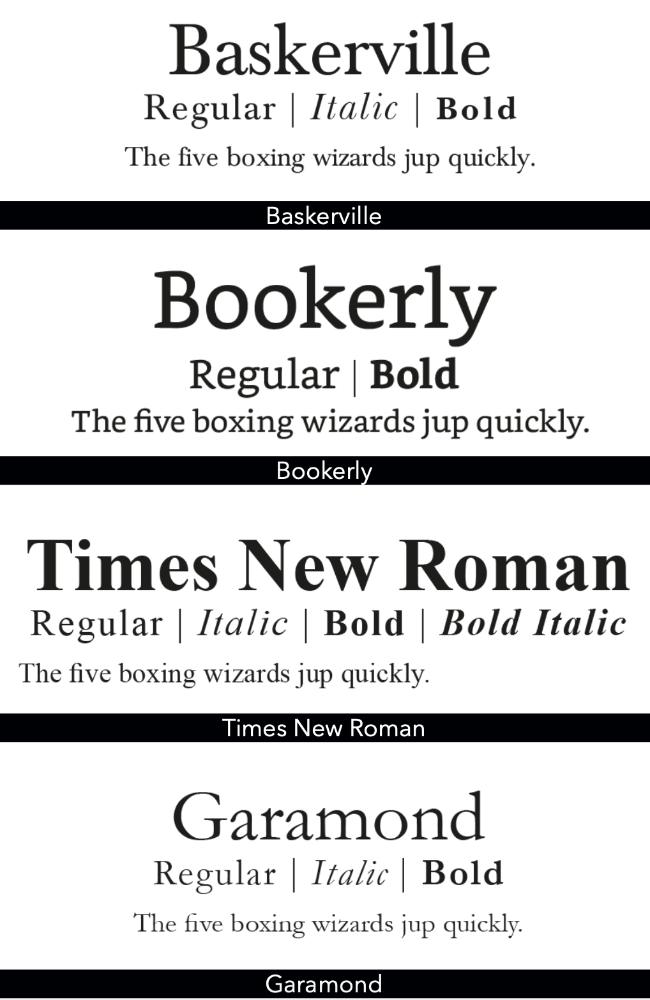 Baskerville
Regular | Italic | Bold
The five boxing wizards jup quickly.
Baskerville
Bookerly
Regular | Bold
The five boxing wizards jup quickly.
Bookerly
Times New Roman
Regular | Italic | Bold | Bold Italic
The five boxing wizards jup quickly.
Times New Roman
Garamond
Regular | Italic | Bold
The five boxing wizards jup quickly.
Garamond